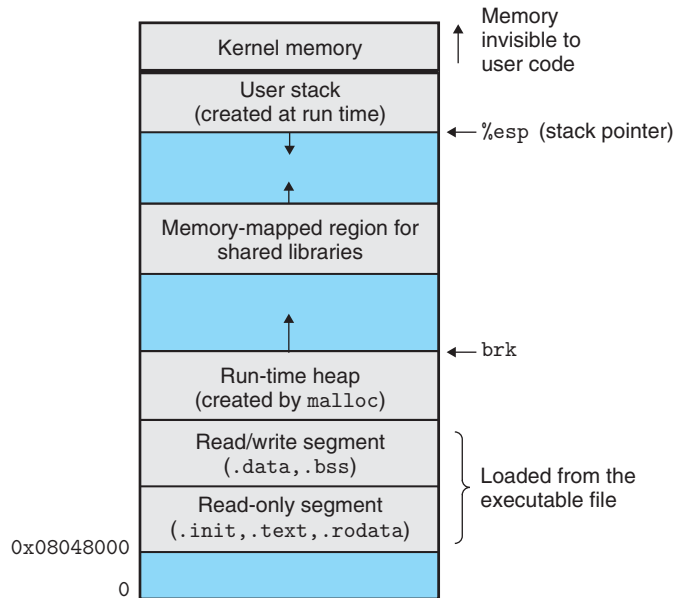 Memory
invisible to
user code
Kernel memory
User stack
(created at run time)
%esp (stack pointer)
Memory-mapped region for
shared libraries
brk
Run-time heap
(created by malloc)
Read/write segment
(.data,.bss)
Loaded from the
executable file
Read-only segment
(.init,.text,.rodata)
0x08048000
0